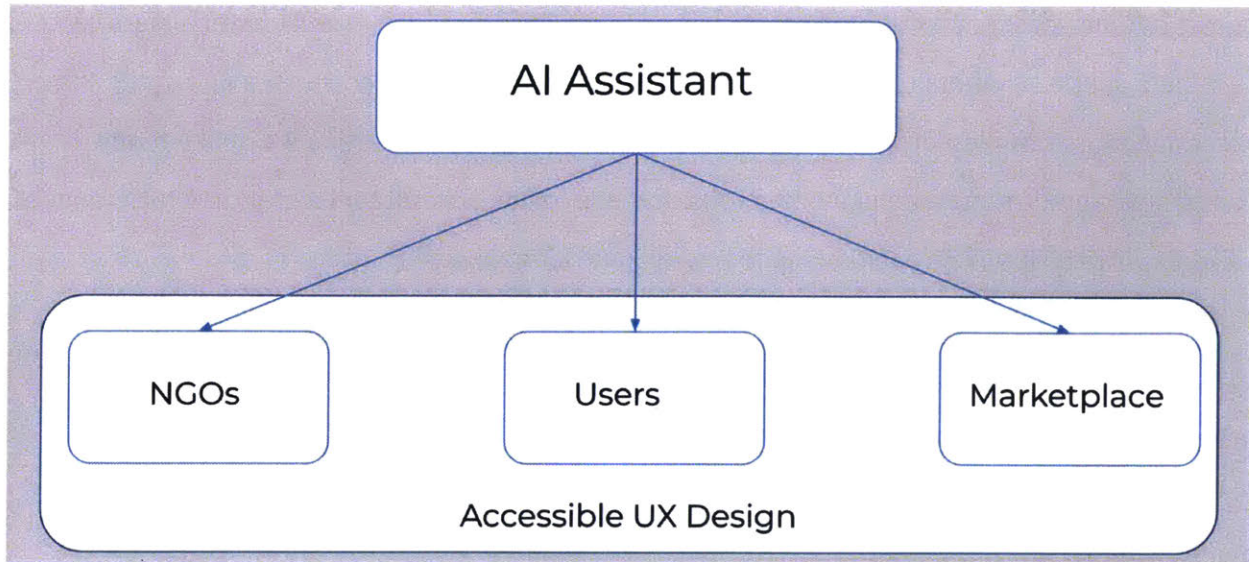 AI Assistant
NGOs
Users
Marketplace
Accessible UX Design